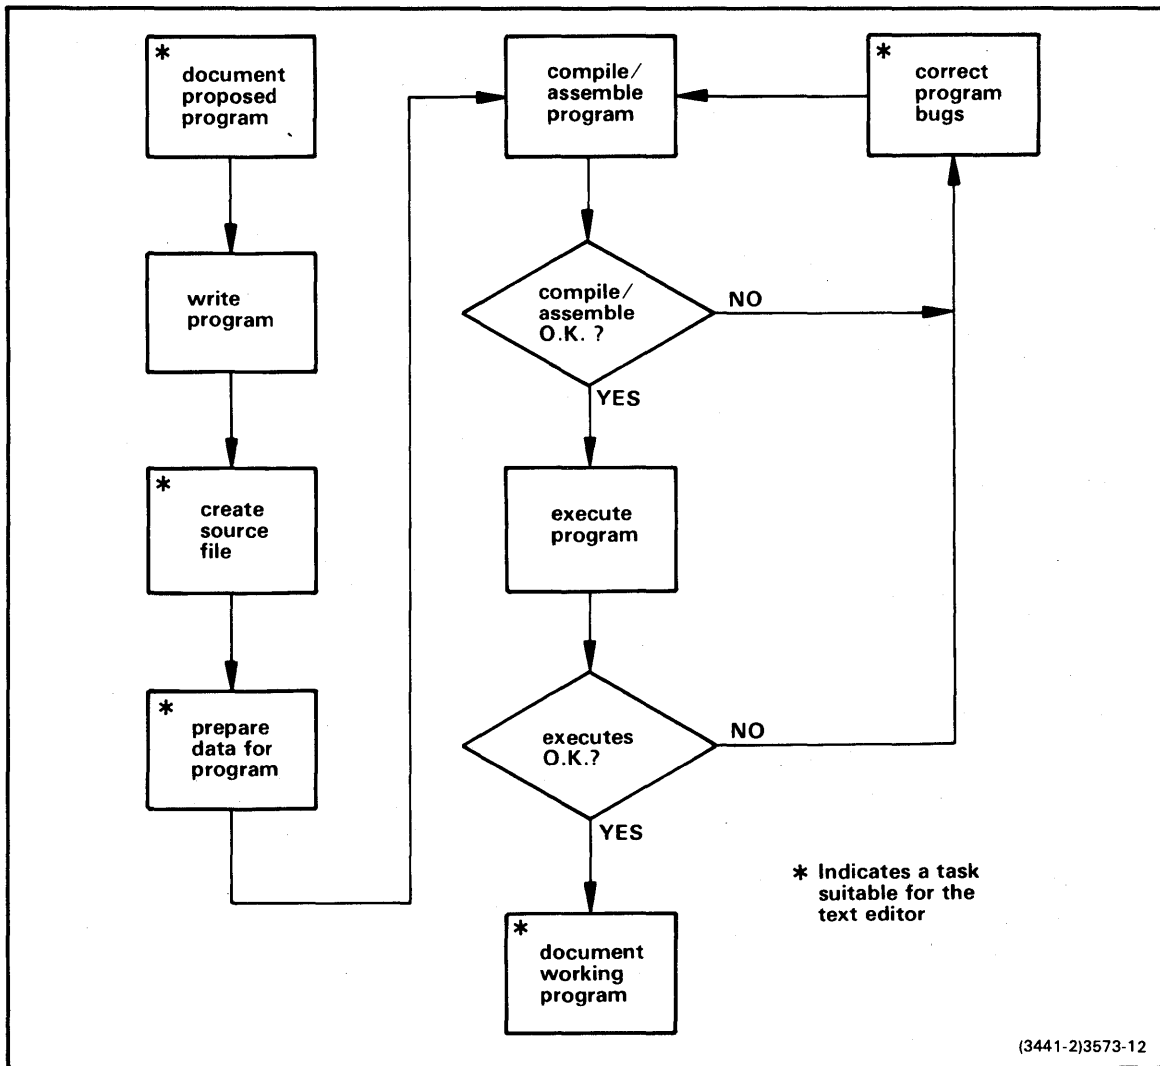 *
document
proposed
program
write
program
*
create
source
file
*
prepare
data for
program
compile/
assemble
program
compile/
assemble
O.K. ?
NO
YES
execute
program
executes
O.K.?
NO
YES
*
document
working
program
*
correct
program
bugs
* Indicates a task
suitable for the
text editor
(3441-2)3573-12